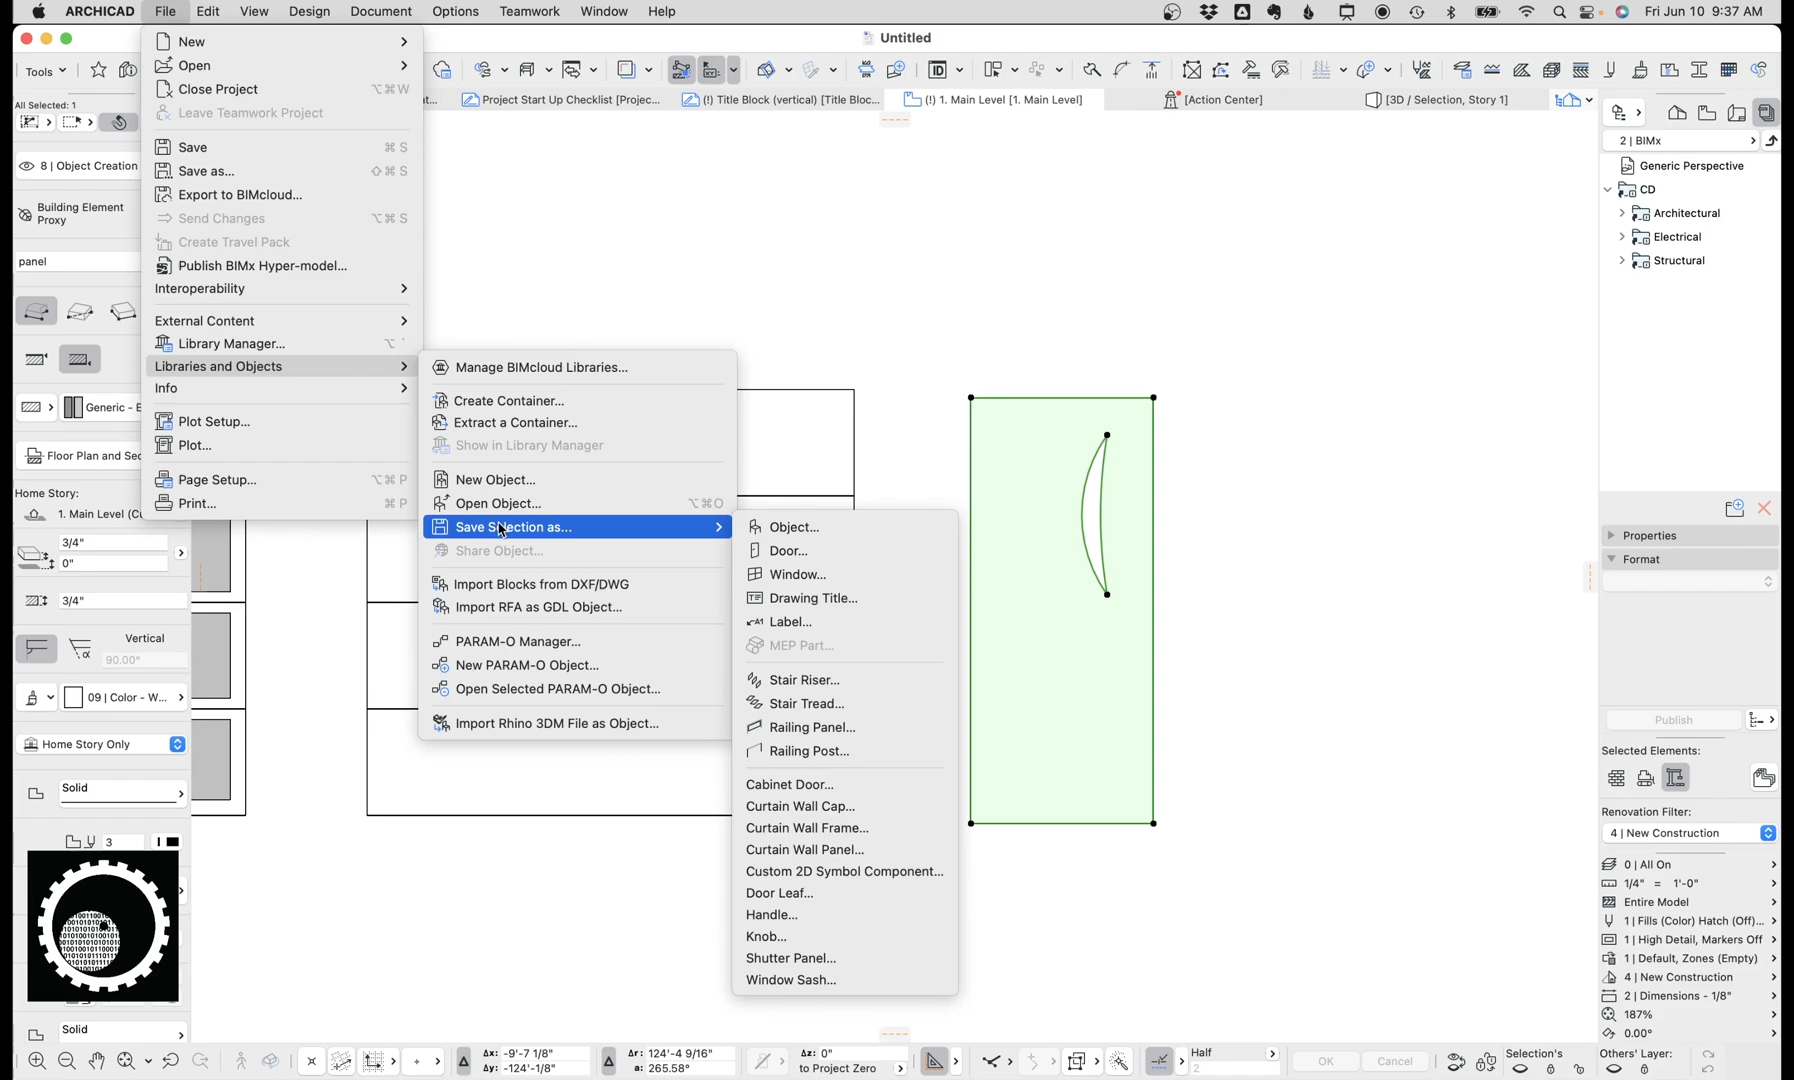 ARCHICAD File Edit View Design Document Options Teamwork Window Help Fri Jun 10 9:37 AM
Untitled
Tools
Project Start Up Checklist [Projec... (!) Title Block (vertical) [Title Bloc... (!) 1. Main Level [1. Main Level] [Action Center] [3D / Selection, Story 1]
All Selected: 1
8 | Object Creation
Building Element
Proxy
panel
Generic - E
Floor Plan and Sec
Home Story:
1. Main Level (Cu
3/4"
0"
3/4"
Vertical
90.00°
09 | Color - W...
Home Story Only
Solid
3
Solid
New
Open
Close Project ⌥⌘W
Leave Teamwork Project
Save ⌘ S
Save as... ⇧⌘ S
Export to BIMcloud...
Send Changes ⌥⌘ S
Create Travel Pack
Publish BIMx Hyper-model...
Interoperability
External Content
Library Manager... ⌥ `
Libraries and Objects
Info
Plot Setup...
Plot...
Page Setup... ⌥⌘ P
Print... ⌘ P
Manage BIMcloud Libraries...
Create Container...
Extract a Container...
Show in Library Manager
New Object...
Open Object... ⌥⌘O
Save Selection as...
Share Object...
Import Blocks from DXF/DWG
Import RFA as GDL Object...
PARAM-O Manager...
New PARAM-O Object...
Open Selected PARAM-O Object...
Import Rhino 3DM File as Object...
Object...
Door...
Window...
Drawing Title...
Label...
MEP Part...
Stair Riser...
Stair Tread...
Railing Panel...
Railing Post...
Cabinet Door...
Curtain Wall Cap...
Curtain Wall Frame...
Curtain Wall Panel...
Custom 2D Symbol Component...
Door Leaf...
Handle...
Knob...
Shutter Panel...
Window Sash...
2 | BIMx
Generic Perspective
CD
Architectural
Electrical
Structural
Properties
Format
Publish
Selected Elements:
Renovation Filter:
4 | New Construction
0 | All On
1/4" = 1'-0"
Entire Model
1 | Fills (Color) Hatch (Off)...
1 | High Detail, Markers Off
1 | Default, Zones (Empty)
4 | New Construction
2 | Dimensions - 1/8"
187%
0.00°
Δx: -9'-7 1/8"
Δy: -124'-1/8"
Δr: 124'-4 9/16"
a: 265.58°
Δz: 0"
to Project Zero
Half
2
OK Cancel
Selection's
Others' Layer: